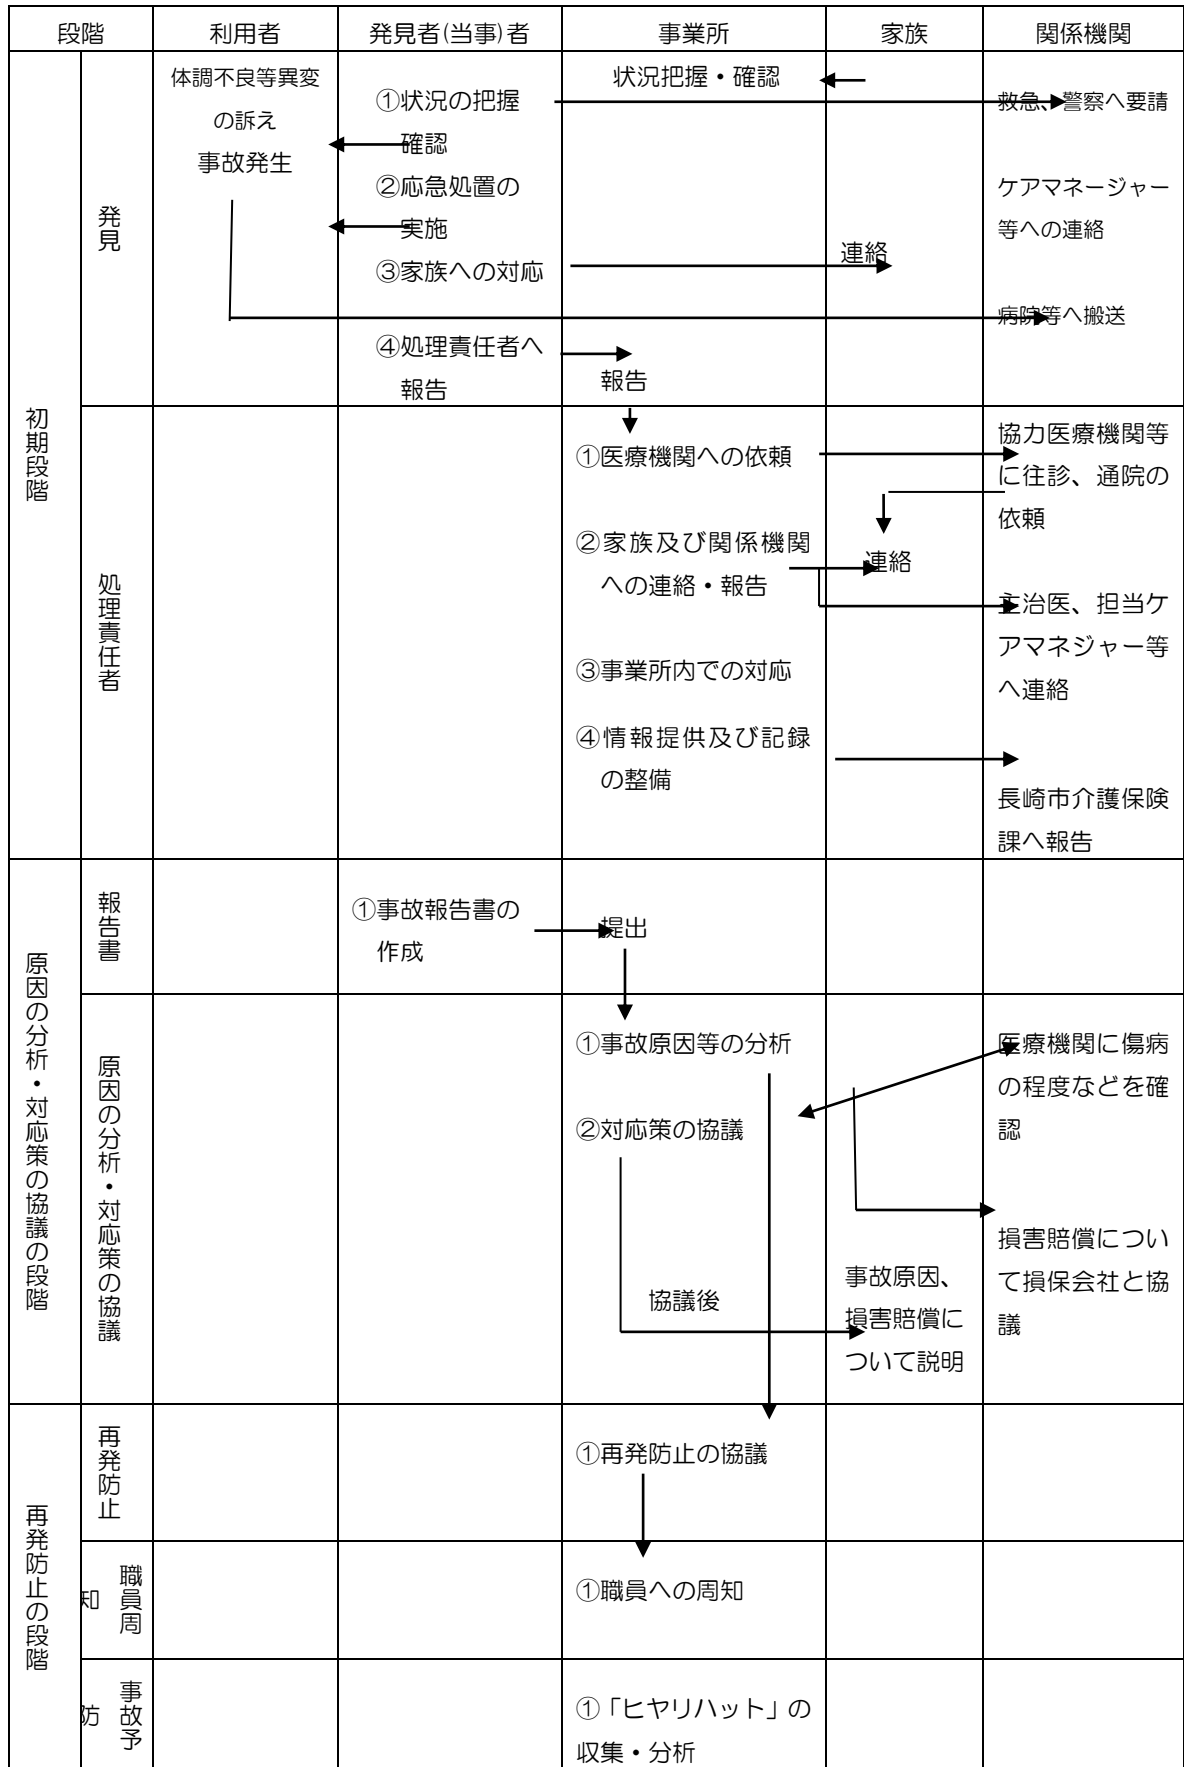 段階
利用者
発見者(当事)者
事業所
家族
関係機関
初期段階
発見
体調不良等異変
の訴え
事故発生
①状況の把握
確認
②応急処置の
実施
③家族への対応
④処理責任者へ
報告
状況把握・確認
報告
連絡
救急、警察へ要請
ケアマネージャー
等への連絡
病院等へ搬送
処理責任者
①医療機関への依頼
②家族及び関係機関
への連絡・報告
③事業所内での対応
④情報提供及び記録
の整備
連絡
協力医療機関等
に往診、通院の
依頼
主治医、担当ケ
アマネジャー等
へ連絡
長崎市介護保険
課へ報告
原因の分析・対応策の協議の段階
報告書
①事故報告書の
作成
提出
原因の分析・対応策の協議
①事故原因等の分析
②対応策の協議
協議後
事故原因、
損害賠償に
ついて説明
医療機関に傷病
の程度などを確
認
損害賠償につい
て損保会社と協
議
再発防止の段階
再発防止
①再発防止の協議
職員周
知
①職員への周知
事故予
防
①「ヒヤリハット」の
収集・分析